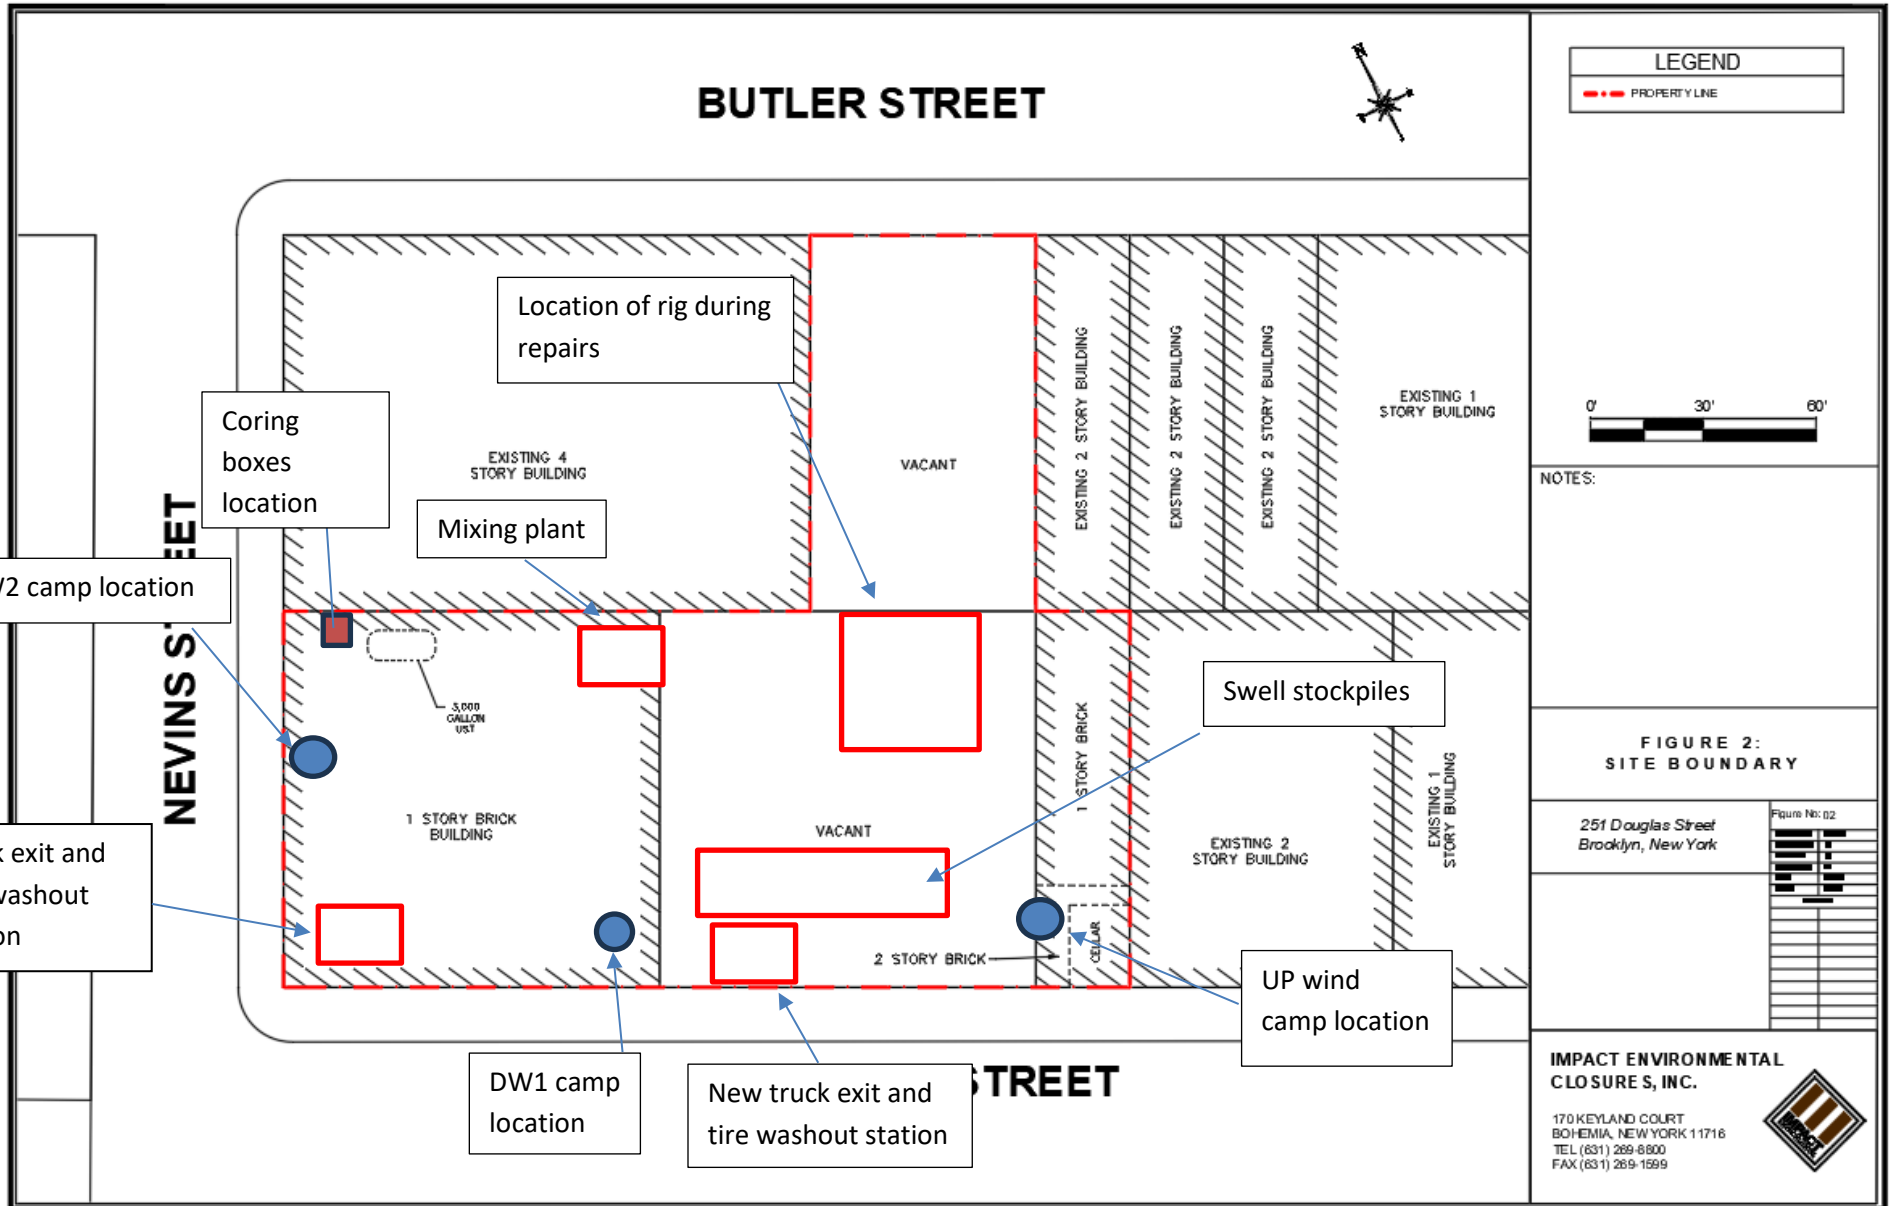 BUTLER STREET
N
LEGEND
PROPERTY LINE
0' 30' 60'
NOTES:
Location of rig during
repairs
Coring
boxes
location
EXISTING 4
STORY BUILDING
VACANT
EXISTING 2 STORY BUILDING
EXISTING 2 STORY BUILDING
EXISTING 2 STORY BUILDING
EXISTING 1
STORY BUILDING
Mixing plant
2 camp location
NEVINS
EET
Swell stockpiles
GALLON
UST
1 STORY BRICK
1 STORY BRICK
BUILDING
VACANT
EXISTING 2
STORY BUILDING
EXISTING 1
STORY BUILDING
exit and
washout
2 STORY BRICK
CELLAR
UP wind
camp location
DW1 camp
location
New truck exit and
tire washout station
TREET
FIGURE 2:
SITE BOUNDARY
251 Douglas Street
Brooklyn, New York
Figure No: 02
IMPACT ENVIRONMENTAL
CLOSURES, INC.
170 KEYLAND COURT
BOHEMIA, NEW YORK 11716
TEL (631) 269-8800
FAX (631) 269-1599
IMPACT